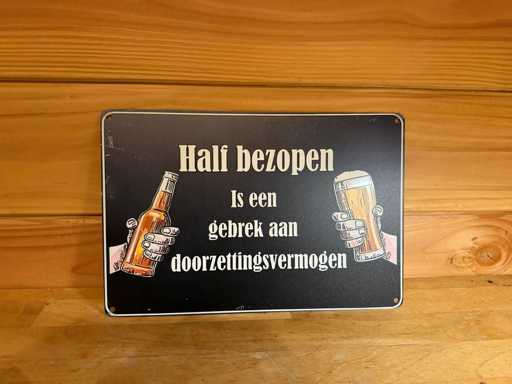 Half bezopen
Is een
gebrek aan
doorzettingsvermogen